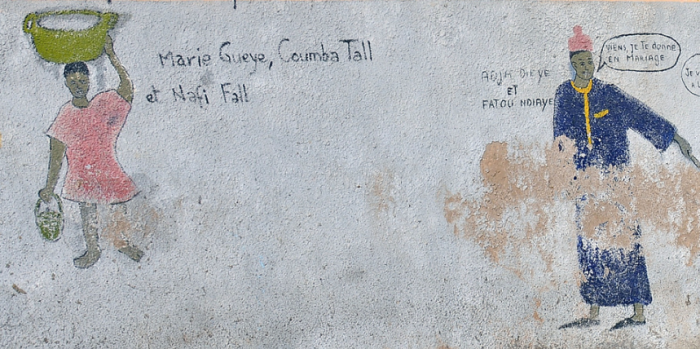 Marie Gueye, Coumba Tall
et Nafi Fall
ADJA DIEYE
ET
FATOU NDIAYE
VIENS, JE TE DONNE
EN MARIAGE